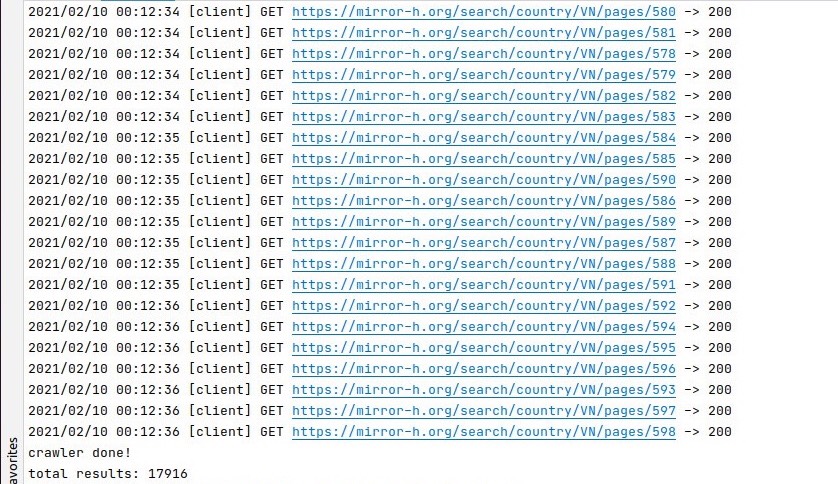 2021/02/10 00:12:34 [client] GET https://mirror-h.org/search/country/VN/pages/580 -> 200
2021/02/10 00:12:34 [client] GET https://mirror-h.org/search/country/VN/pages/581 -> 200
2021/02/10 00:12:34 [client] GET https://mirror-h.org/search/country/VN/pages/578 -> 200
2021/02/10 00:12:34 [client] GET https://mirror-h.org/search/country/VN/pages/579 -> 200
2021/02/10 00:12:34 [client] GET https://mirror-h.org/search/country/VN/pages/582 -> 200
2021/02/10 00:12:34 [client] GET https://mirror-h.org/search/country/VN/pages/583 -> 200
2021/02/10 00:12:35 [client] GET https://mirror-h.org/search/country/VN/pages/584 -> 200
2021/02/10 00:12:35 [client] GET https://mirror-h.org/search/country/VN/pages/585 -> 200
2021/02/10 00:12:35 [client] GET https://mirror-h.org/search/country/VN/pages/590 -> 200
2021/02/10 00:12:35 [client] GET https://mirror-h.org/search/country/VN/pages/586 -> 200
2021/02/10 00:12:35 [client] GET https://mirror-h.org/search/country/VN/pages/589 -> 200
2021/02/10 00:12:35 [client] GET https://mirror-h.org/search/country/VN/pages/587 -> 200
2021/02/10 00:12:35 [client] GET https://mirror-h.org/search/country/VN/pages/588 -> 200
2021/02/10 00:12:35 [client] GET https://mirror-h.org/search/country/VN/pages/591 -> 200
2021/02/10 00:12:36 [client] GET https://mirror-h.org/search/country/VN/pages/592 -> 200
2021/02/10 00:12:36 [client] GET https://mirror-h.org/search/country/VN/pages/594 -> 200
2021/02/10 00:12:36 [client] GET https://mirror-h.org/search/country/VN/pages/595 -> 200
2021/02/10 00:12:36 [client] GET https://mirror-h.org/search/country/VN/pages/596 -> 200
2021/02/10 00:12:36 [client] GET https://mirror-h.org/search/country/VN/pages/593 -> 200
2021/02/10 00:12:36 [client] GET https://mirror-h.org/search/country/VN/pages/597 -> 200
2021/02/10 00:12:36 [client] GET https://mirror-h.org/search/country/VN/pages/598 -> 200
crawler done!
total results: 17916
avorites